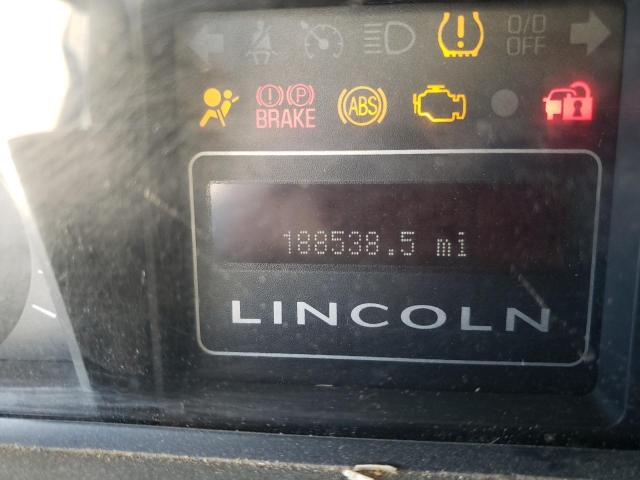 O/D
OFF
BRAKE
ABS
188538.5 mi
LINCOLN